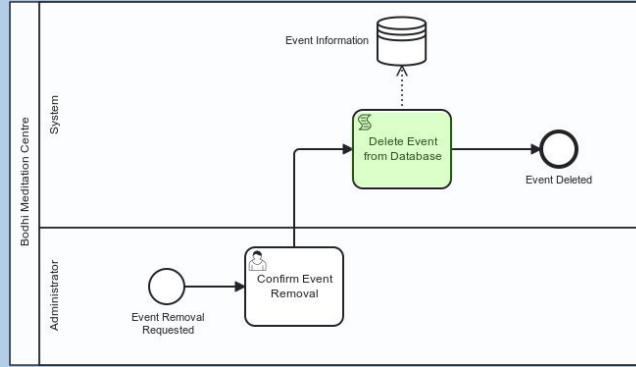 Bodhi Meditation Centre
System
Event Information
Delete Event
from Database
Event Deleted
Administrator
Confirm Event
Removal
Event Removal
Requested